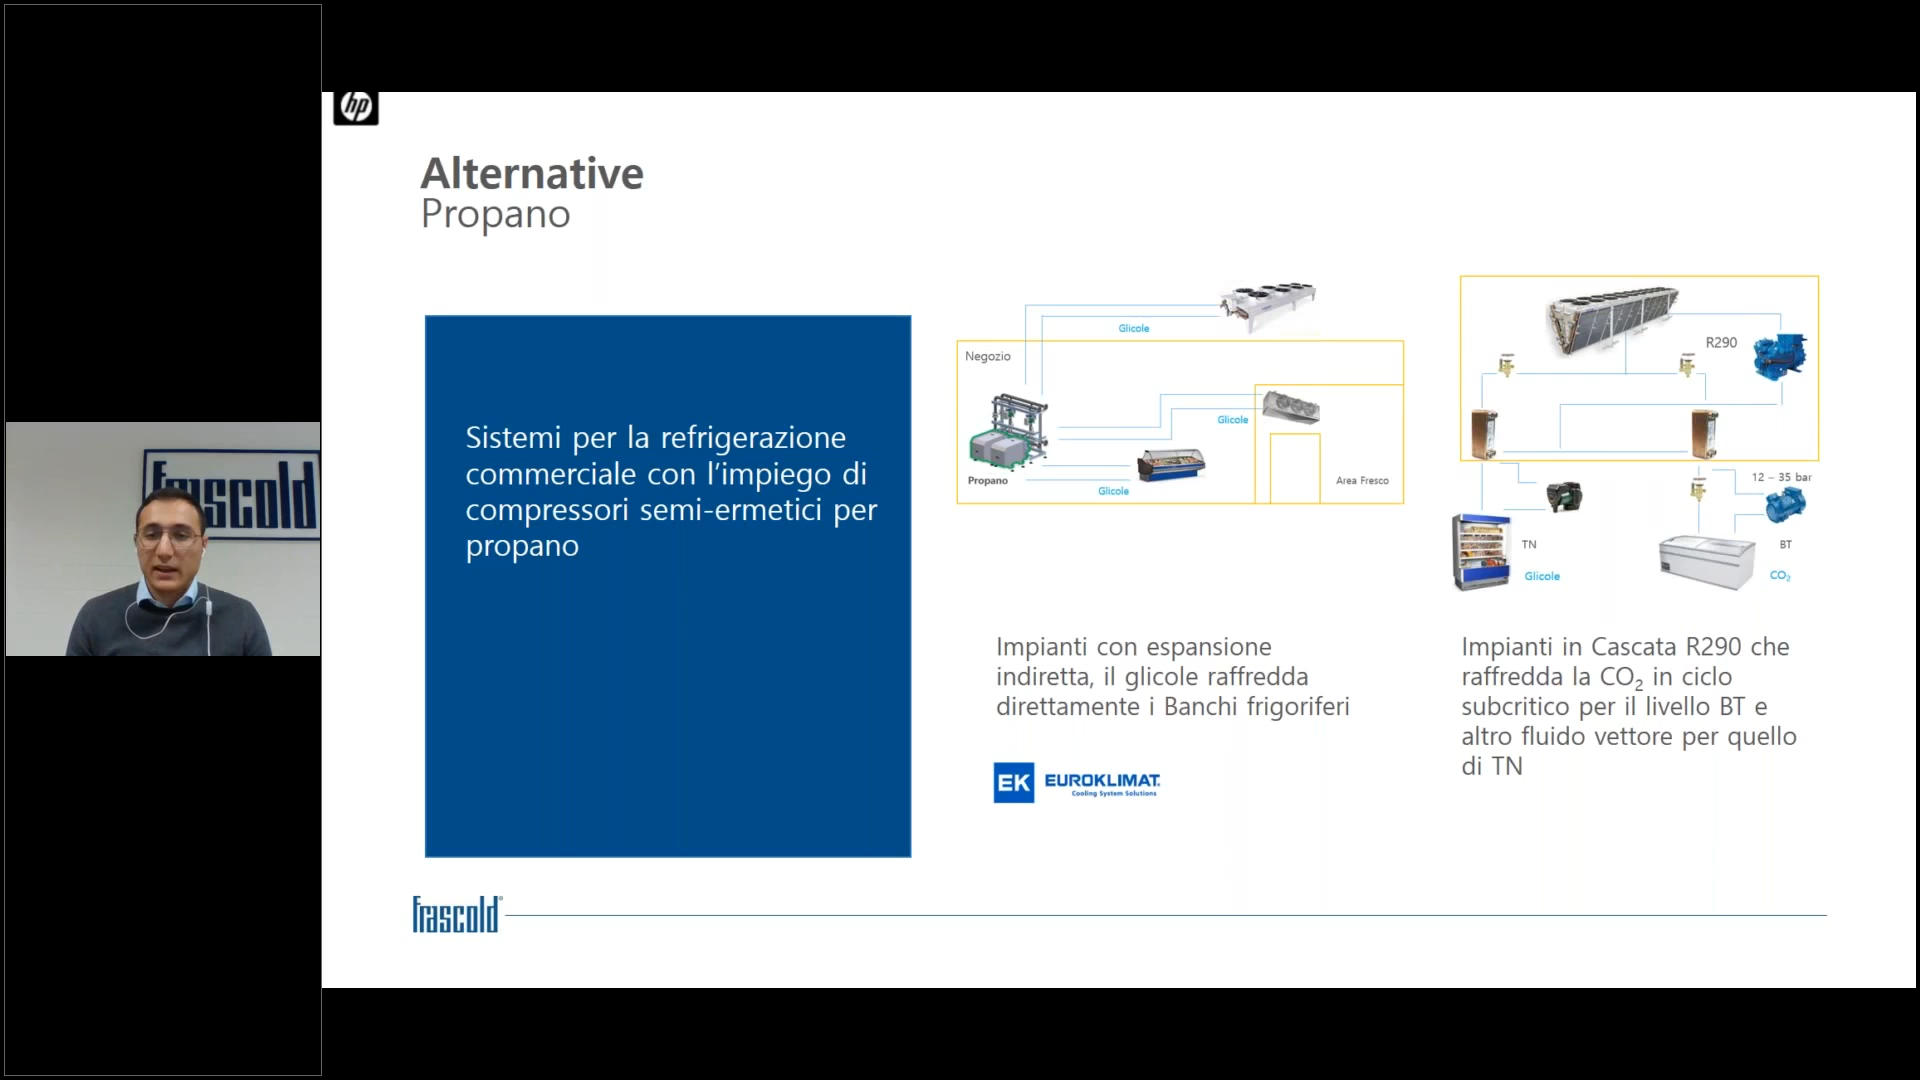 hp
Alternative
Propano
Sistemi per la refrigerazione
commerciale con l'impiego di
compressori semi-ermetici per
propano
Glicole
Negozio
Glicole
Propano
Glicole
Area Fresco
R290
12 – 35 bar
TN
Glicole
BT
CO₂
Impianti con espansione
indiretta, il glicole raffredda
direttamente i Banchi frigoriferi
EK EUROKLIMAT.
Cooling System Solutions
Impianti in Cascata R290 che
raffredda la CO₂ in ciclo
subcritico per il livello BT e
altro fluido vettore per quello
di TN
frascold
frascold®